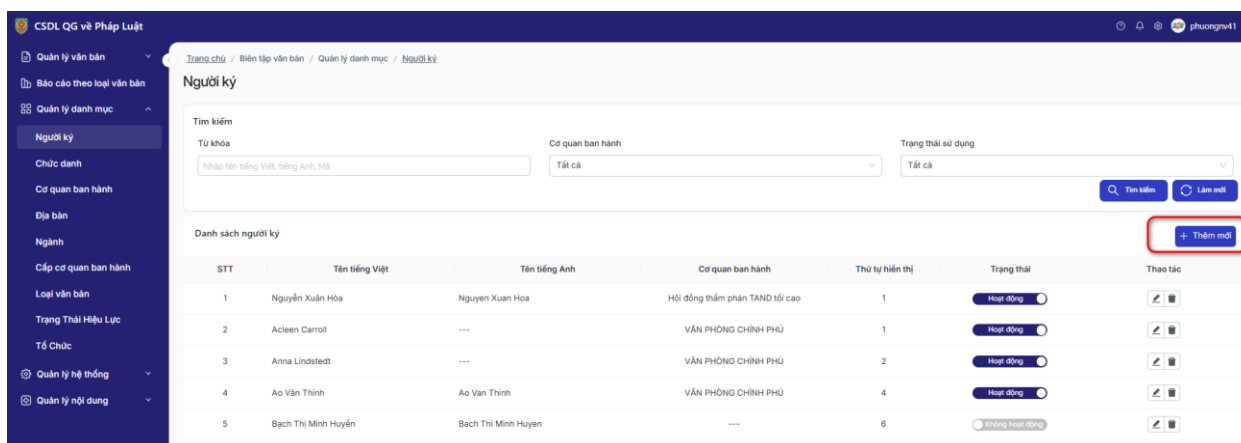 CSDL QG về Pháp Luật
phuongnv41
Quản lý văn bản
Báo cáo theo loại văn bản
Quản lý danh mục
Người ký
Chức danh
Cơ quan ban hành
Địa bàn
Ngành
Cấp cơ quan ban hành
Loại văn bản
Trạng Thái Hiệu Lực
Tổ Chức
Quản lý hệ thống
Quản lý nội dung
Trang chủ / Biên tập văn bản / Quản lý danh mục / Người ký
Người ký
Tìm kiếm
Từ khóa Cơ quan ban hành Trạng thái sử dụng
Nhập tên tiếng Việt, tiếng Anh, Mã Tất cả Tất cả
Tìm kiếm Làm mới
Danh sách người ký + Thêm mới
STT Tên tiếng Việt Tên tiếng Anh Cơ quan ban hành Thứ tự hiển thị Trạng thái Thao tác
1 Nguyễn Xuân Hòa Nguyen Xuan Hoa Hội đồng thẩm phán TAND tối cao 1 Hoạt động
2 Acleen Carroll --- VĂN PHÒNG CHÍNH PHỦ 1 Hoạt động
3 Anna Lindstedt --- VĂN PHÒNG CHÍNH PHỦ 2 Hoạt động
4 Ao Văn Thinh Ao Van Thinh VĂN PHÒNG CHÍNH PHỦ 4 Hoạt động
5 Bạch Thị Minh Huyền Bach Thi Minh Huyen --- 6 Không hoạt động